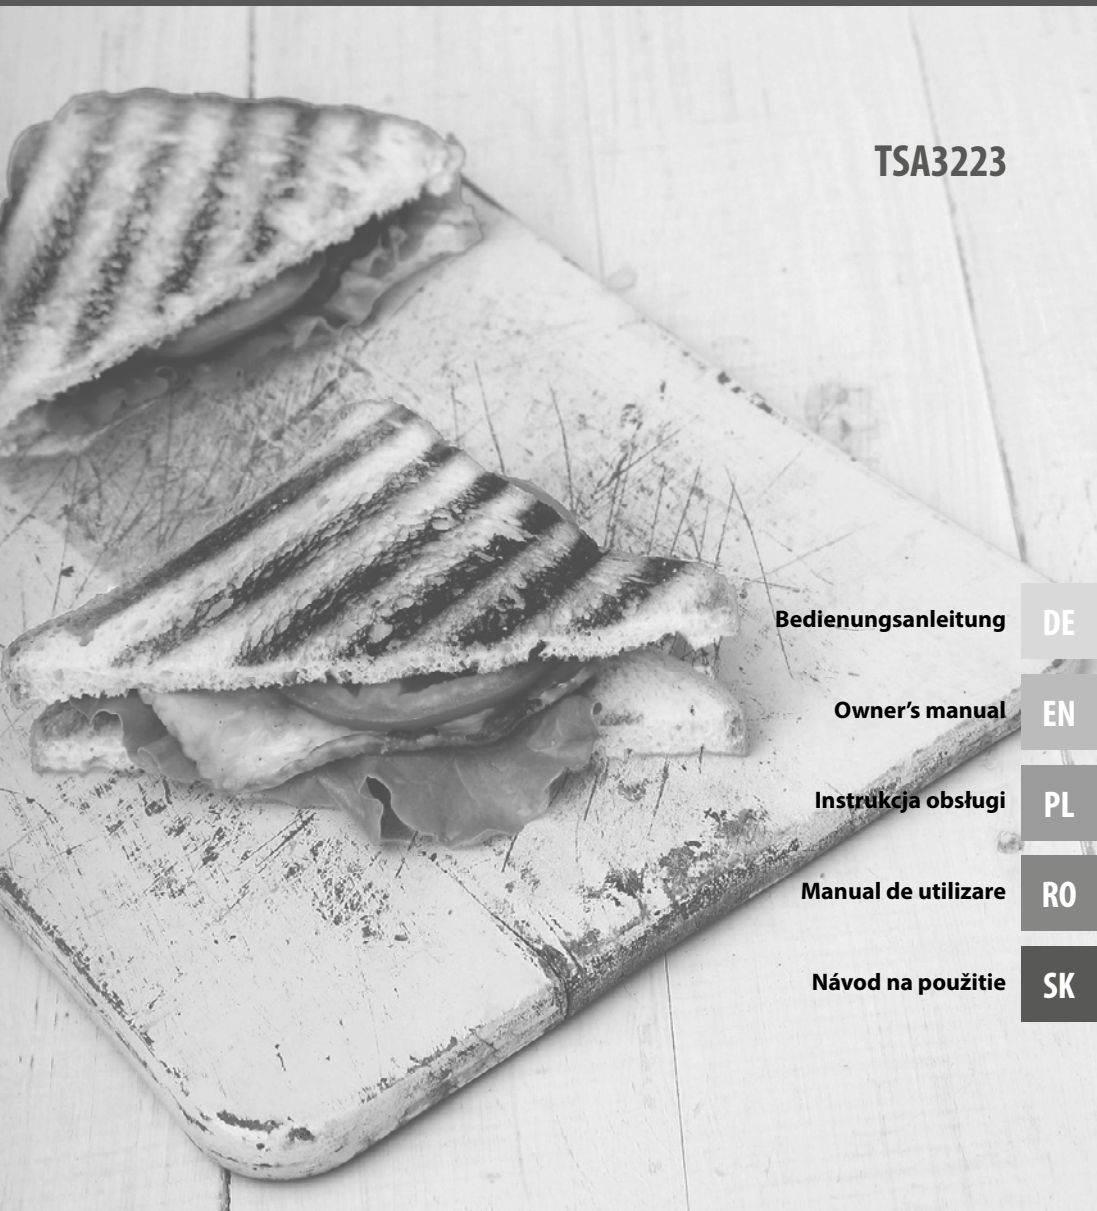 TSA3223
Bedienungsanleitung DE
Owner’s manual EN
Instrukcja obsługi PL
Manual de utilizare RO
Návod na použitie SK